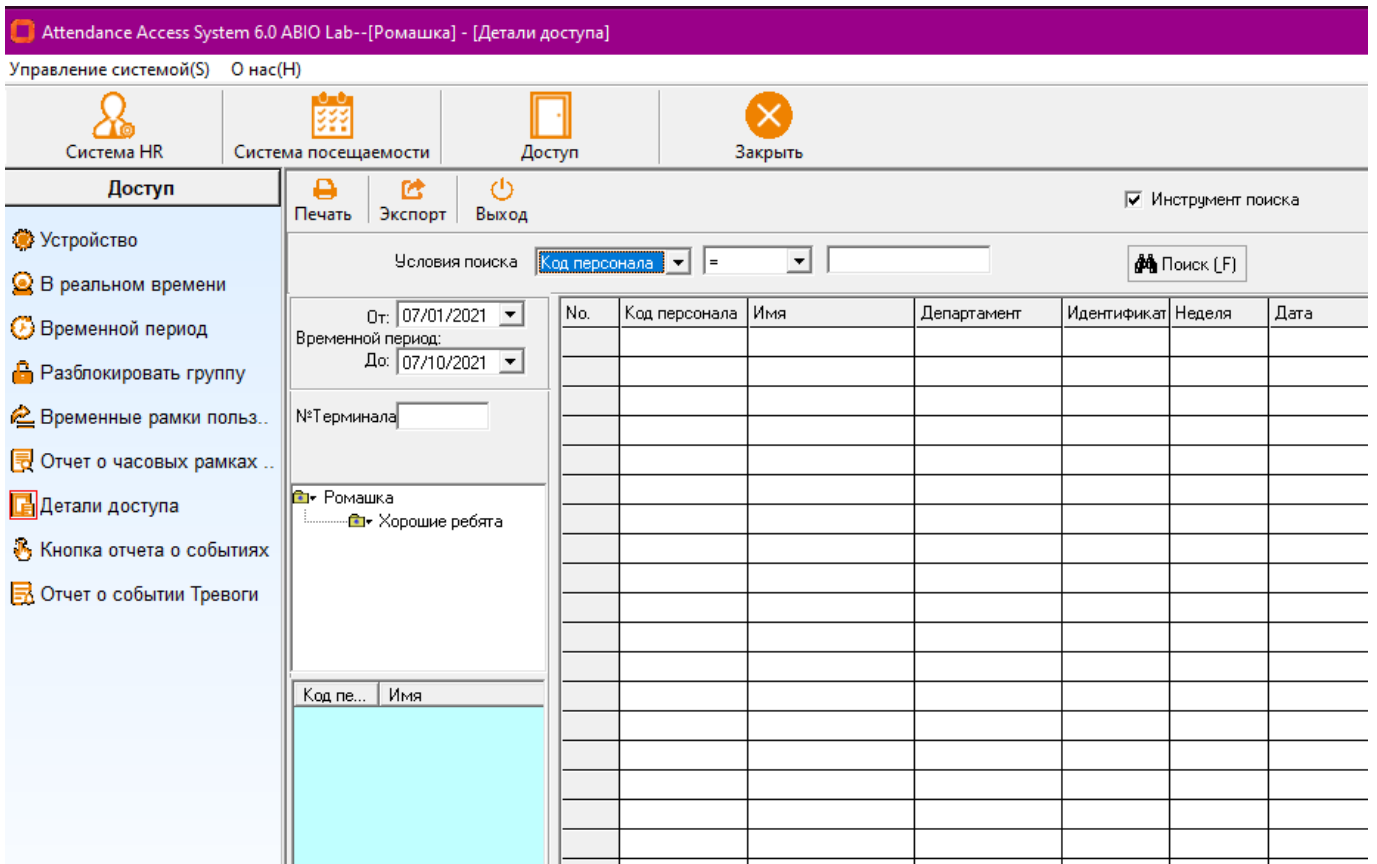 Attendance Access System 6.0 ABIO Lab--[Ромашка] - [Детали доступа]
Управление системой(S) О нас(H)
Система HR Система посещаемости Доступ Закрыть
Доступ
Печать Экспорт Выход
Инструмент поиска
Устройство
В реальном времени
Временной период
Разблокировать группу
Временные рамки польз..
Отчет о часовых рамках ..
Детали доступа
Кнопка отчета о событиях
Отчет о событии Тревоги
Условия поиска Код персонала = Поиск (F)
От: 07/01/2021
Временной период:
До: 07/10/2021
№Терминала
Ромашка
Хорошие ребята
Код пе... Имя
No. Код персонала Имя Департамент Идентификат Неделя Дата